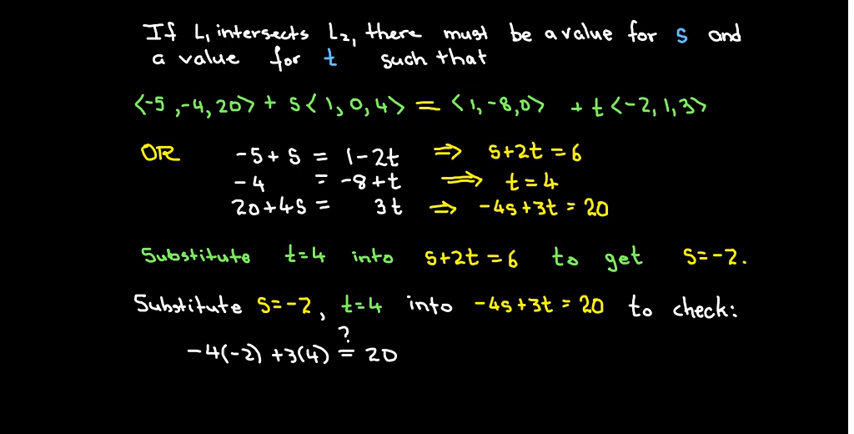 If L₁ intersects L₂, there must be a value for s and
a value for t such that
<-5, -4, 20> + s<1, 0, 4> = <1, -8, 0> + t<-2, 1, 3>
OR -5 + s = 1 - 2t ⇒ s + 2t = 6
-4 = -8 + t ⇒ t = 4
20 + 4s = 3t ⇒ -4s + 3t = 20
Substitute t = 4 into s + 2t = 6 to get s = -2.
Substitute s = -2, t = 4 into -4s + 3t = 20 to check:
?
-4(-2) + 3(4) = 20